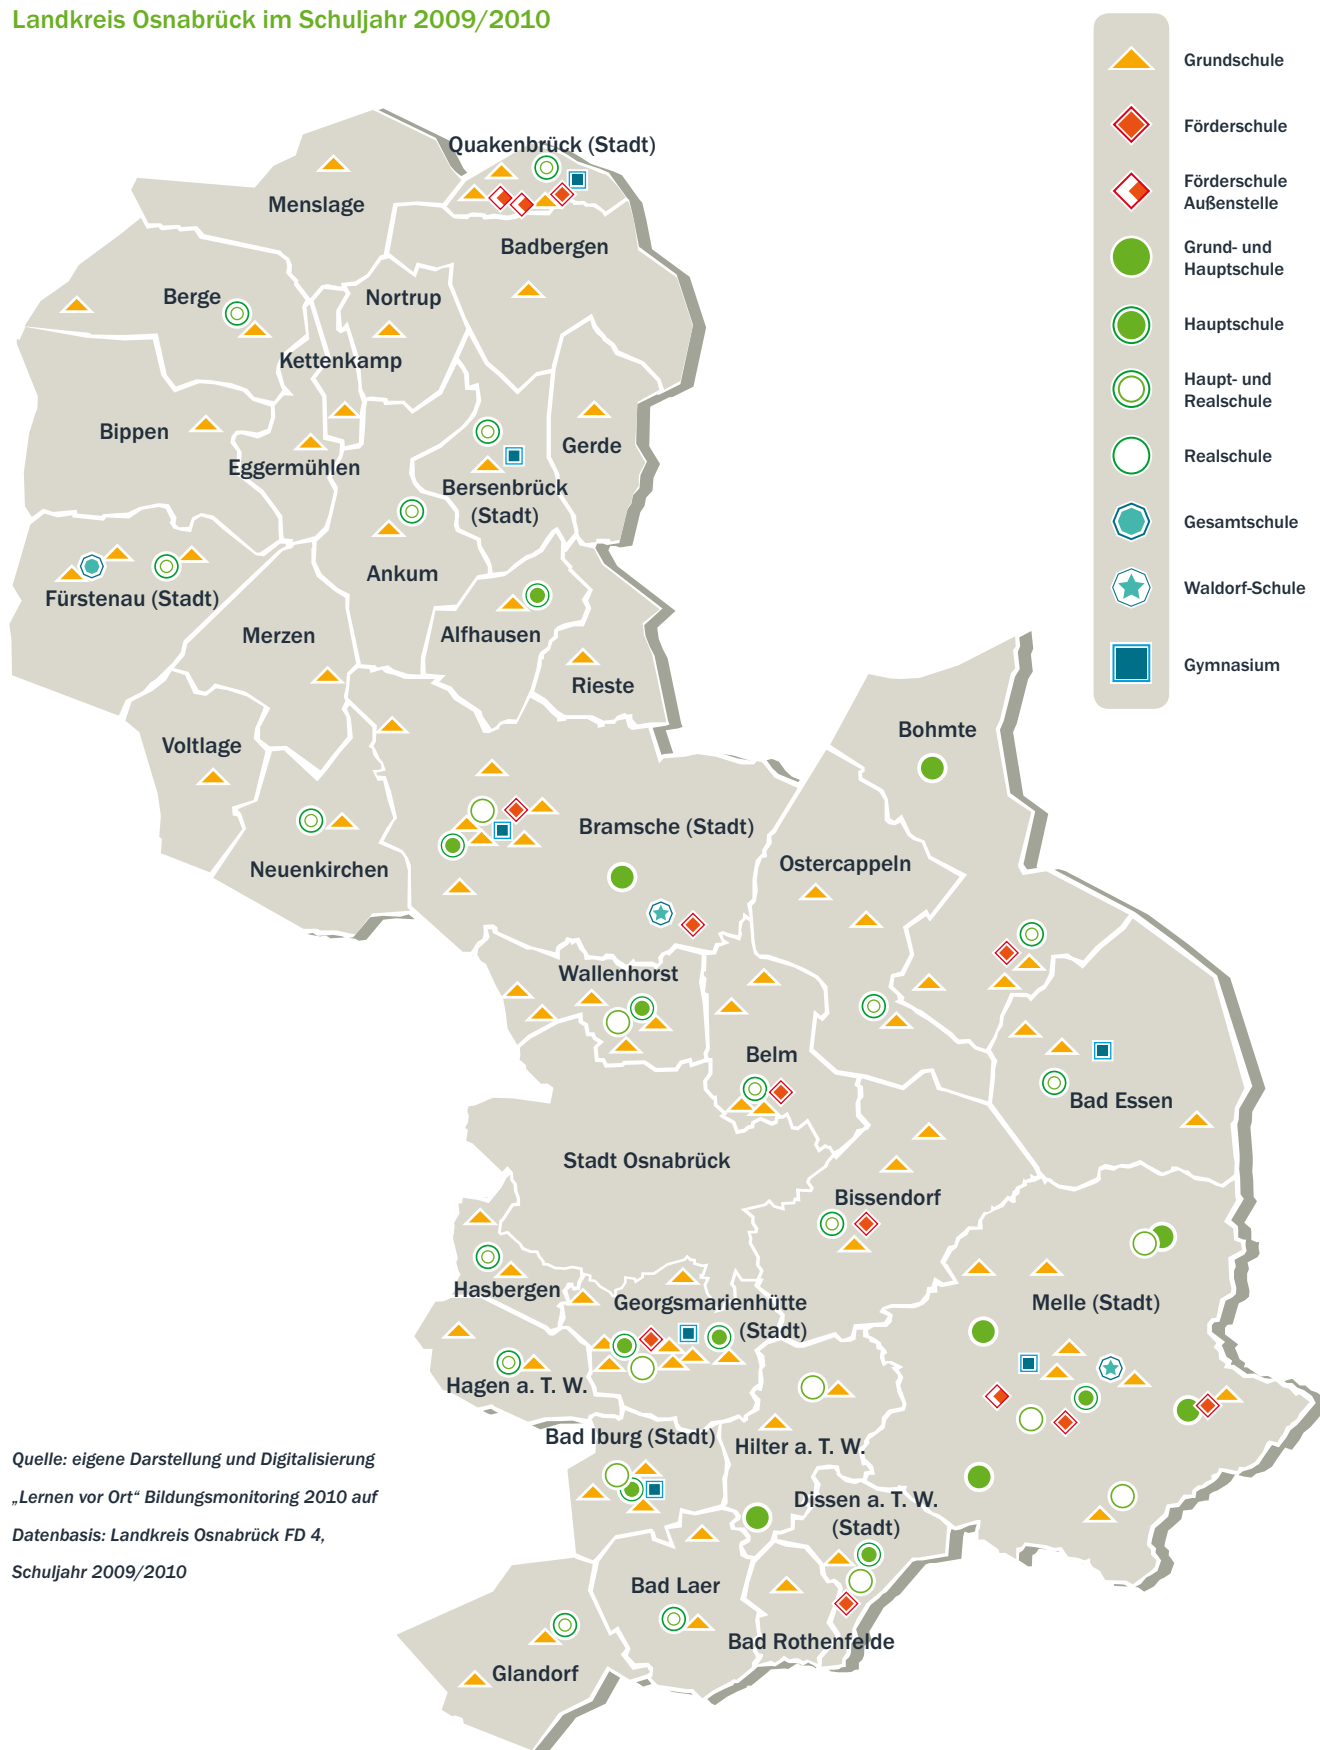 Landkreis Osnabrück im Schuljahr 2009/2010
Grundschule
Förderschule
Förderschule
Außenstelle
Grund- und
Hauptschule
Hauptschule
Haupt- und
Realschule
Realschule
Gesamtschule
Waldorf-Schule
Gymnasium
Quakenbrück (Stadt)
Menslage
Badbergen
Berge
Nortrup
Kettenkamp
Bippen
Gerde
Eggermühlen
Bersenbrück
(Stadt)
Ankum
Fürstenau (Stadt)
Merzen
Alfhausen
Rieste
Bohmte
Voltlage
Bramsche (Stadt)
Ostercappeln
Neuenkirchen
Wallenhorst
Belm
Bad Essen
Stadt Osnabrück
Bissendorf
Hasbergen
Georgsmarienhütte
(Stadt)
Melle (Stadt)
Hagen a. T. W.
Bad Iburg (Stadt)
Hilter a. T. W.
Dissen a. T. W.
(Stadt)
Bad Laer
Bad Rothenfelde
Glandorf
Quelle: eigene Darstellung und Digitalisierung
„Lernen vor Ort“ Bildungsmonitoring 2010 auf
Datenbasis: Landkreis Osnabrück FD 4,
Schuljahr 2009/2010